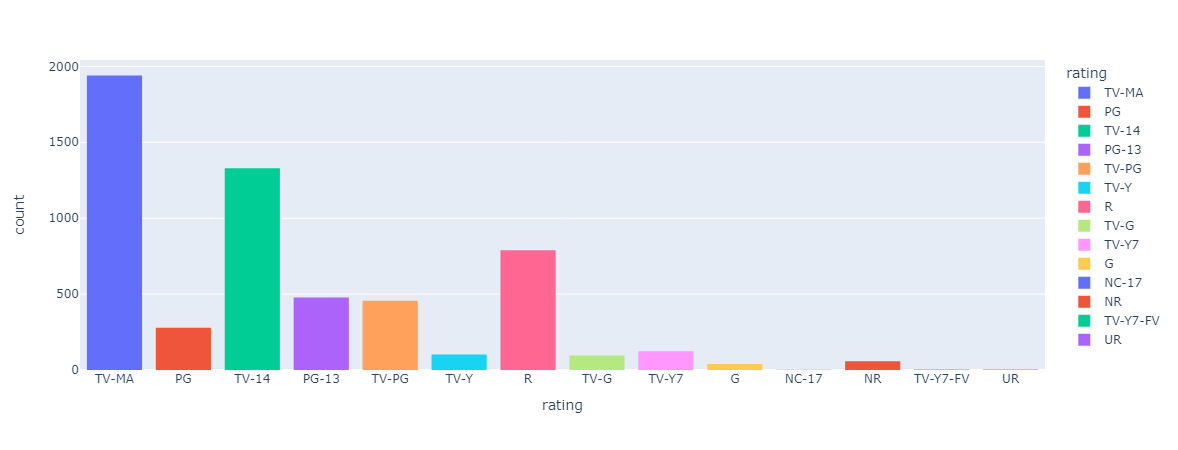 2000
1500
1000
500
0
count
TV-MA PG TV-14 PG-13 TV-PG TV-Y R TV-G TV-Y7 G NC-17 NR TV-Y7-FV UR
rating
rating
TV-MA
PG
TV-14
PG-13
TV-PG
TV-Y
R
TV-G
TV-Y7
G
NC-17
NR
TV-Y7-FV
UR